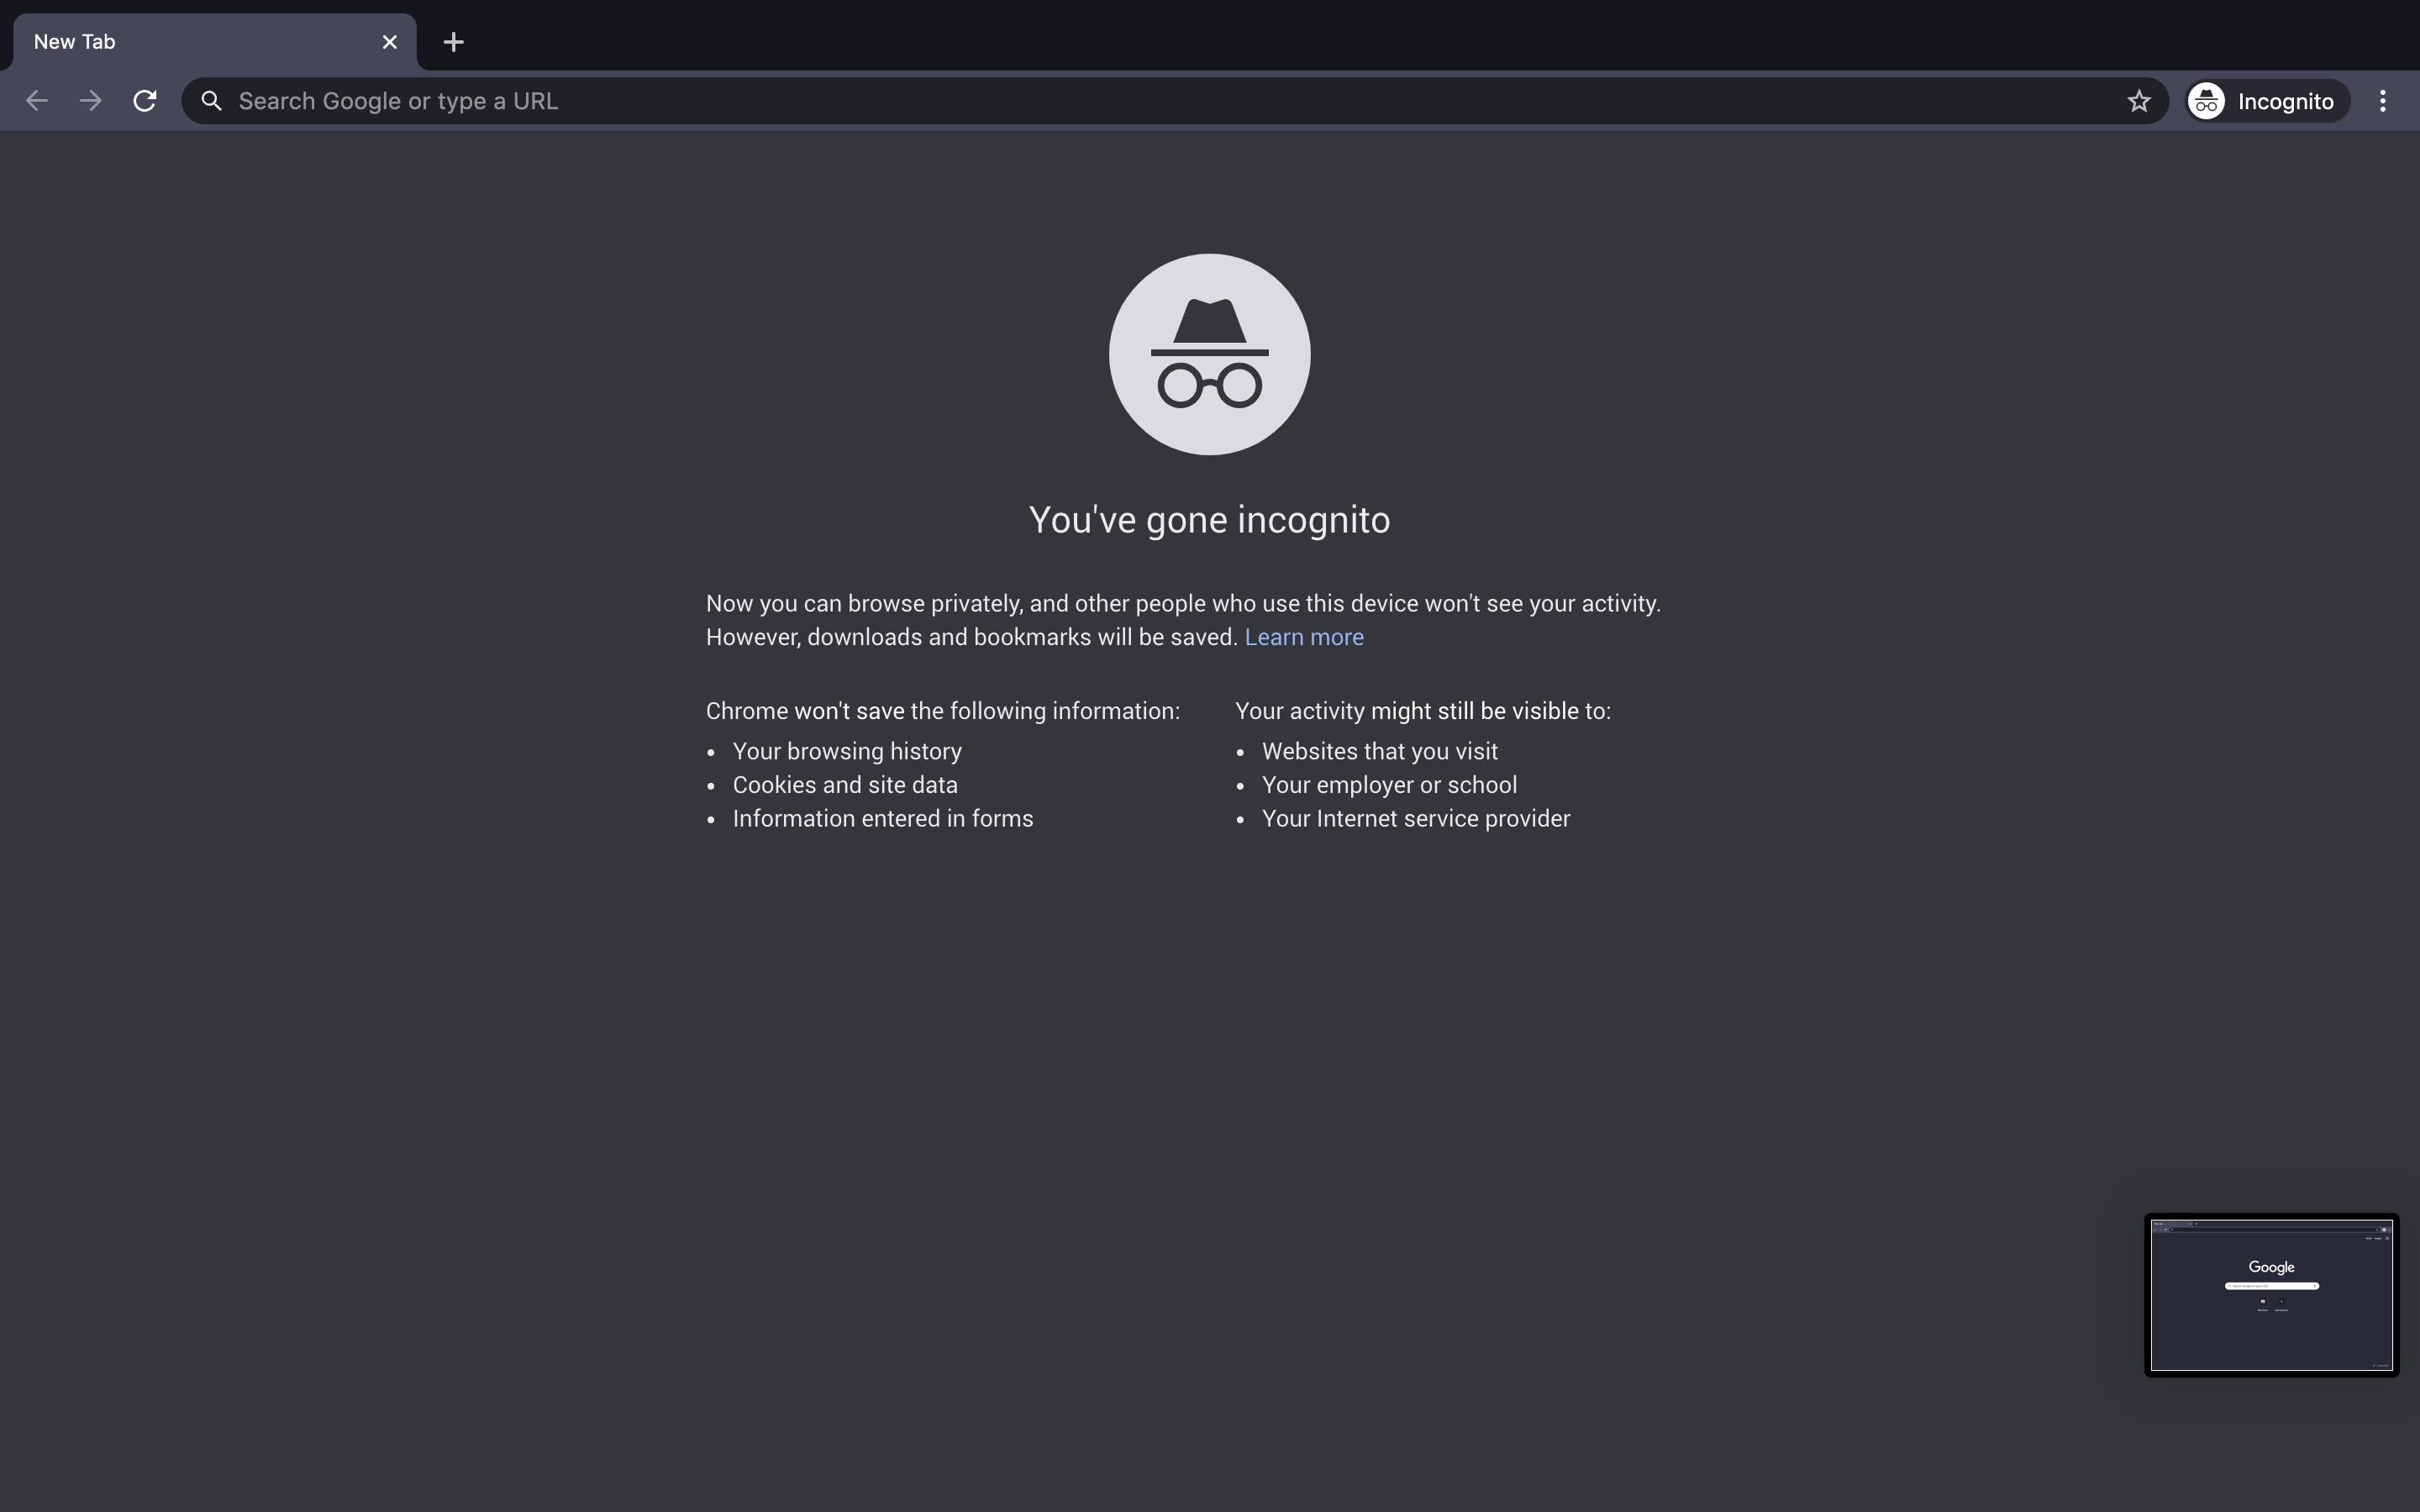 New Tab
Search Google or type a URL
Incognito
You've gone incognito
Now you can browse privately, and other people who use this device won't see your activity.
However, downloads and bookmarks will be saved. Learn more
Chrome won't save the following information:
Your browsing history
Cookies and site data
Information entered in forms
Your activity might still be visible to:
Websites that you visit
Your employer or school
Your Internet service provider
Google